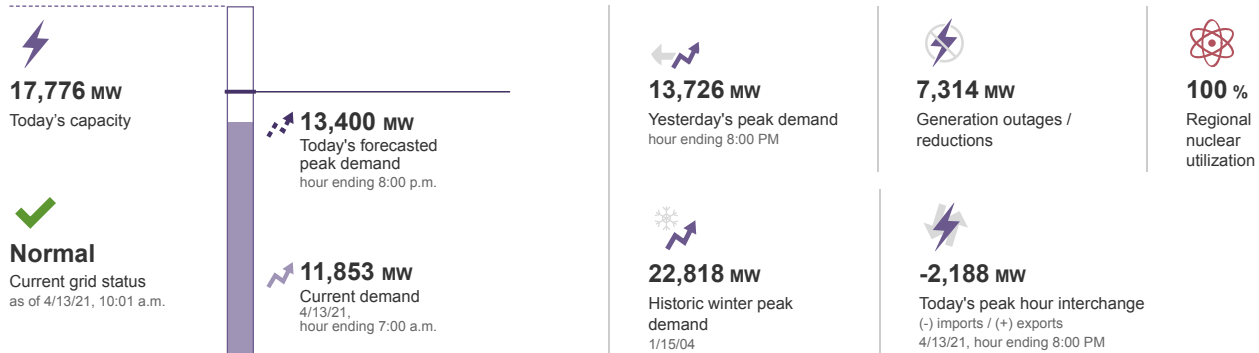 17,776 MW
Today's capacity
Normal
Current grid status
as of 4/13/21, 10:01 a.m.
13,400 MW
Today's forecasted
peak demand
hour ending 8:00 p.m.
11,853 MW
Current demand
4/13/21,
hour ending 7:00 a.m.
13,726 MW
Yesterday's peak demand
hour ending 8:00 PM
7,314 MW
Generation outages /
reductions
100 %
Regional
nuclear
utilization
22,818 MW
Historic winter peak
demand
1/15/04
-2,188 MW
Today's peak hour interchange
(-) imports / (+) exports
4/13/21, hour ending 8:00 PM